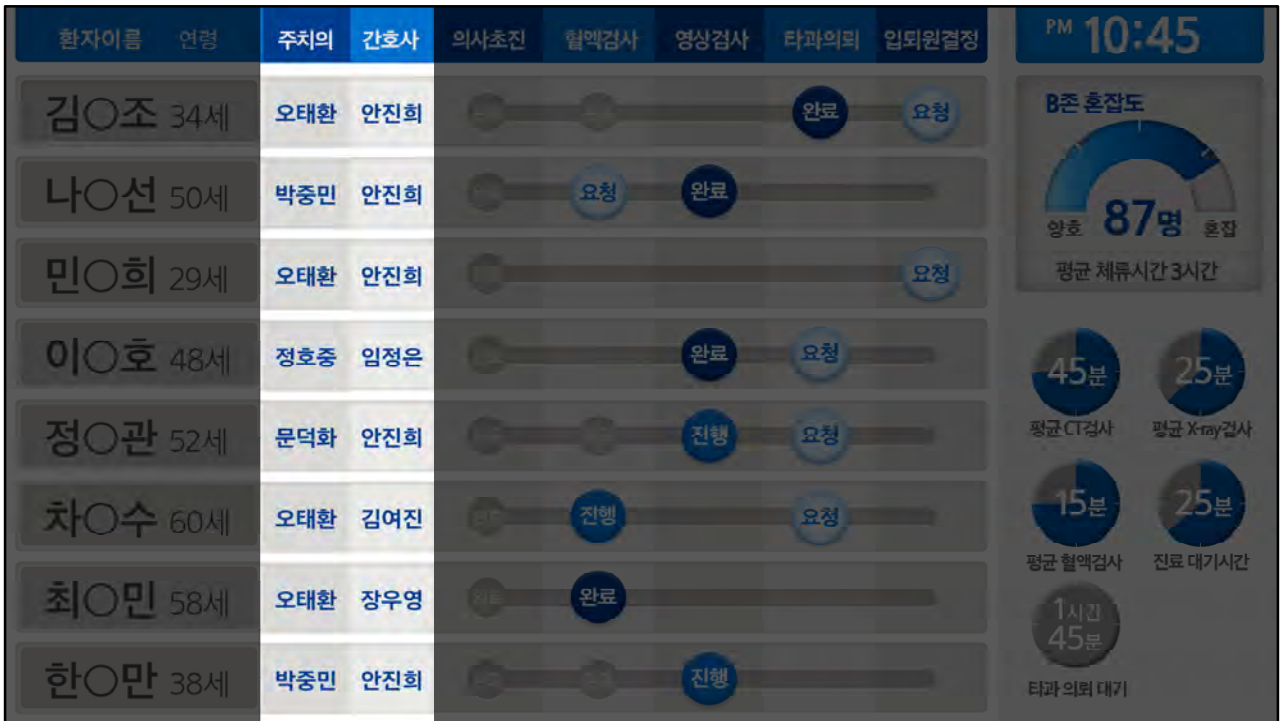 환자이름 연령 주치의 간호사 의사초진 혈액검사 영상검사 타과의뢰 입퇴원결정
김○조 34세 오태환 안진희 완료 요청
나○선 50세 박중민 안진희 요청 완료
민○희 29세 오태환 안진희 요청
이○호 48세 정호중 임정은 완료 요청
정○관 52세 문덕화 안진희 진행 요청
차○수 60세 오태환 김여진 진행 요청
최○민 58세 오태환 장우영 완료
한○만 38세 박중민 안진희 진행
PM 10:45
B존 혼잡도
양호 87명 혼잡
평균 체류시간 3시간
45분 25분
평균 CT검사 평균 X-ray검사
15분 25분
평균 혈액검사 진료 대기시간
1시간
45분
타과 의뢰 대기